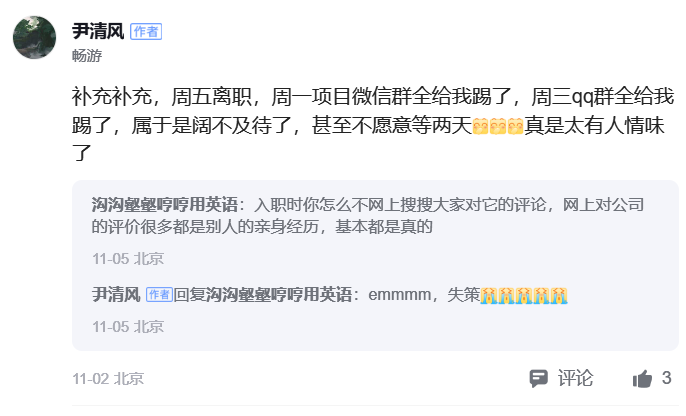 尹清风 作者
畅游
补充补充，周五离职，周一项目微信群全给我踢了，周三qq群全给我
踢了，属于是阔不及待了，甚至不愿意等两天😁😁😁真是太有人情味
了
沟沟壑壑哼哼用英语：入职时你怎么不网上搜搜大家对它的评论，网上对公司
的评价很多都是别人的亲身经历，基本都是真的
11-05 北京
尹清风 作者回复沟沟壑壑哼哼用英语：emmmm，失策😭😭😭😭😭
11-05 北京
11-02 北京 评论 3